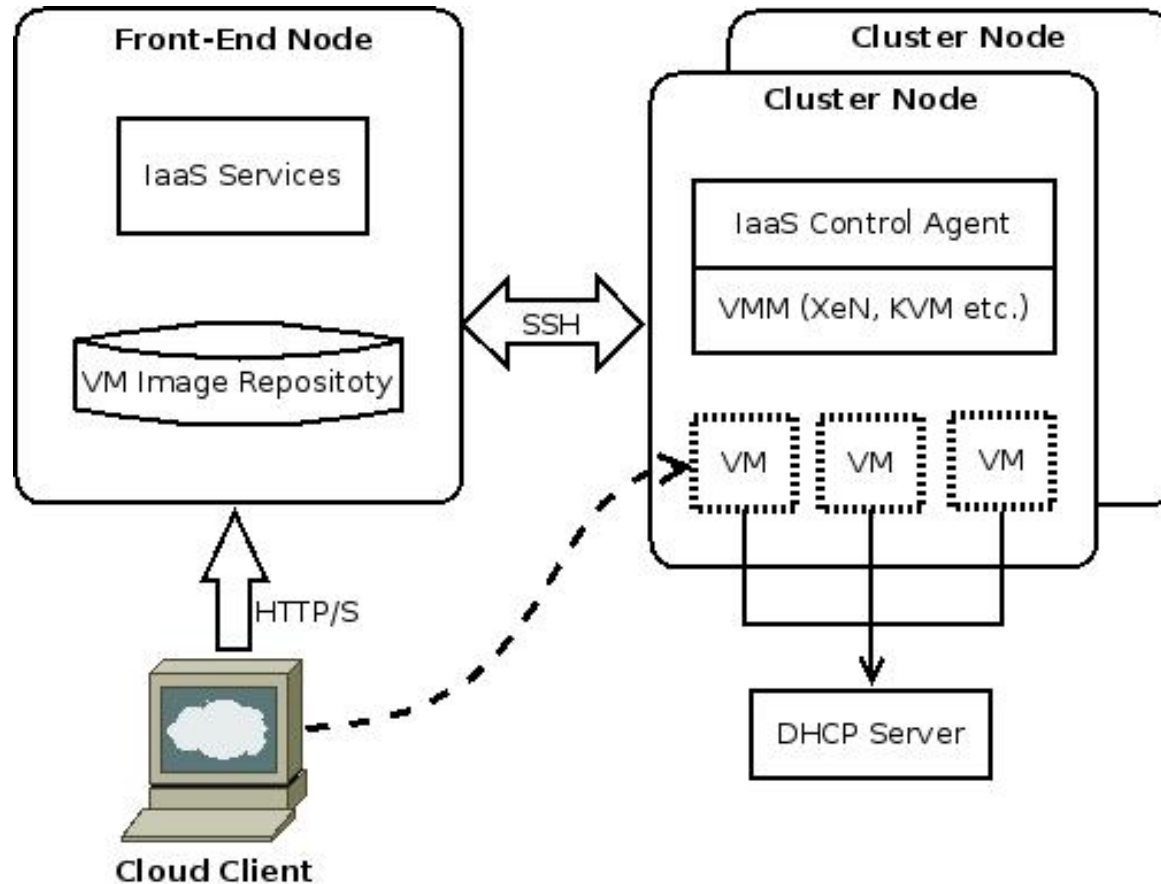 Front-End Node
IaaS Services
VM Image Repositoty
SSH
Cluster Node
Cluster Node
IaaS Control Agent
VMM (XeN, KVM etc.)
VM
VM
VM
HTTP/S
DHCP Server
Cloud Client